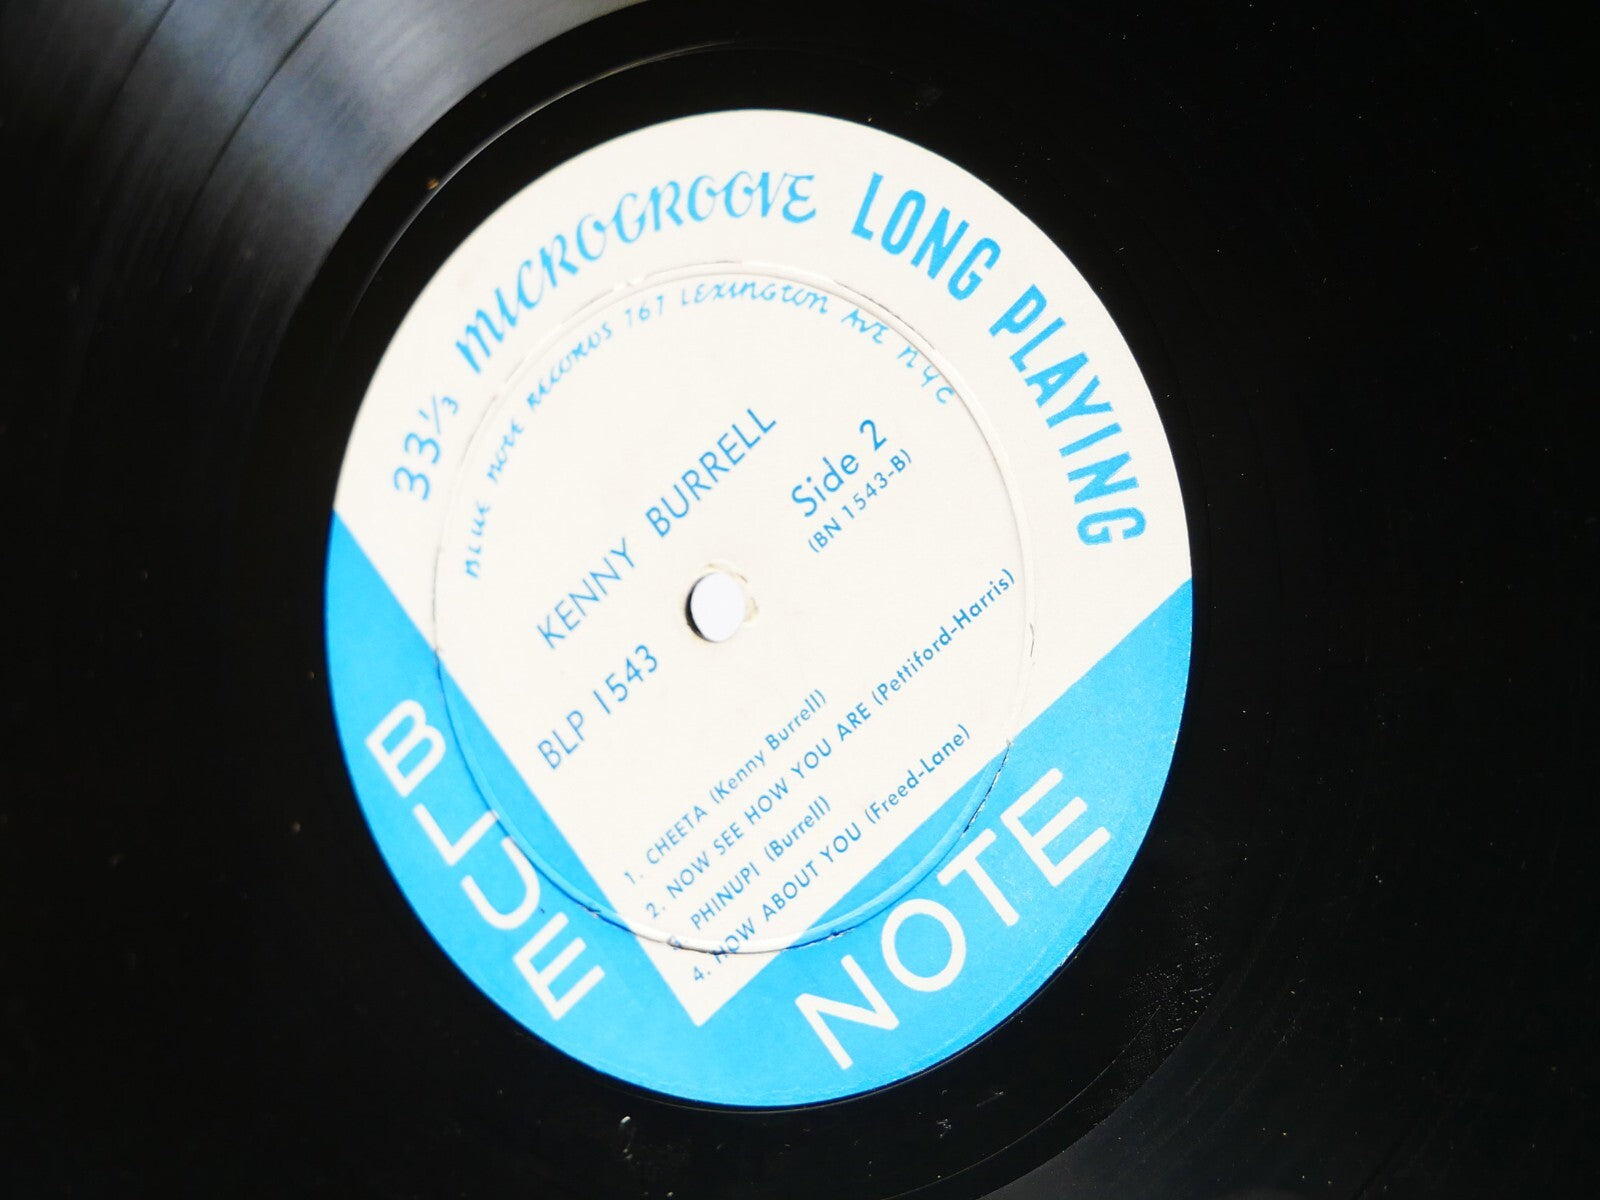 33⅓ MICROGROOVE LONG PLAYING
BLUE NOTE RECORDS 767 LEXINGTON AVE NYC
KENNY BURRELL
Side 2
(BN 1543-B)
BLP 1543
1. CHEETA (Kenny Burrell)
2. NOW SEE HOW YOU ARE (Pettiford-Harris)
3. PHINUPI (Burrell)
4. HOW ABOUT YOU (Freed-Lane)
BLUE NOTE